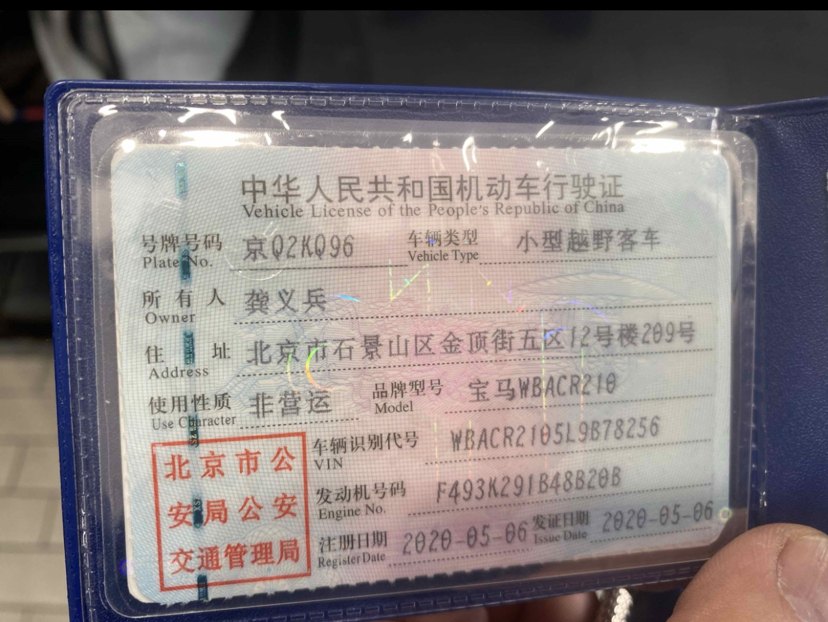 中华人民共和国机动车行驶证
Vehicle License of the People's Republic of China
号牌号码 京Q2KQ96 车辆类型 小型越野客车
Plate No. Vehicle Type
所有人 龚义兵
Owner
住址 北京市石景山区金顶街五区12号楼209号
Address
使用性质 非营运 品牌型号 宝马WBACR210
Use Character Model
北京市公
安局公安
交通管理局
车辆识别代号 WBACR2105L9B78256
VIN
发动机号码 F493K291B48B20B
Engine No.
注册日期 2020-05-06 发证日期 2020-05-06
Register Date Issue Date